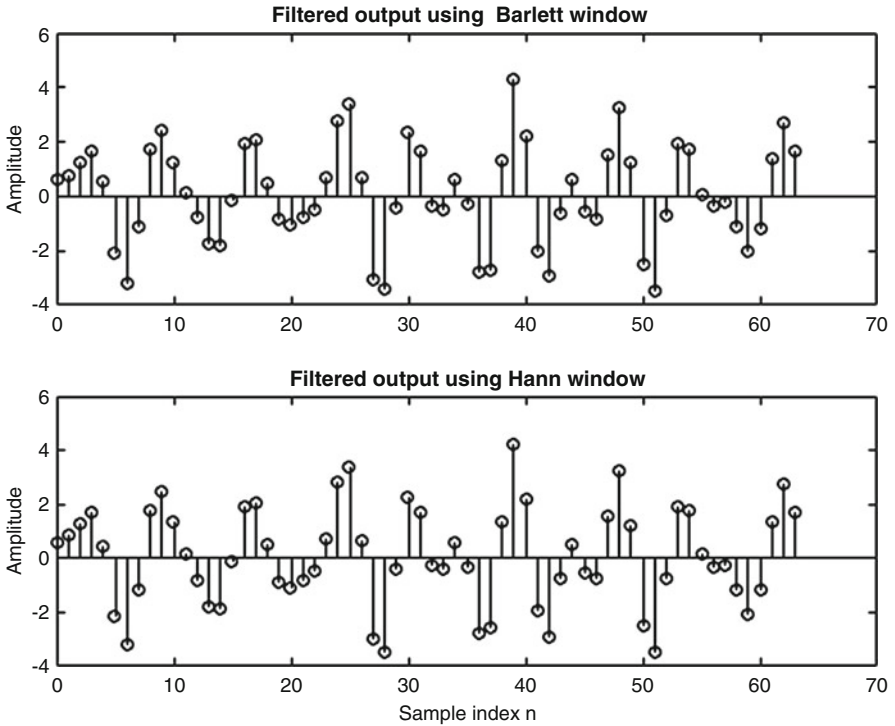 Filtered output using Barlett window
6
4
2
0
-2
-4
Amplitude
0 10 20 30 40 50 60 70
Filtered output using Hann window
6
4
2
0
-2
-4
Amplitude
0 10 20 30 40 50 60 70
Sample index n